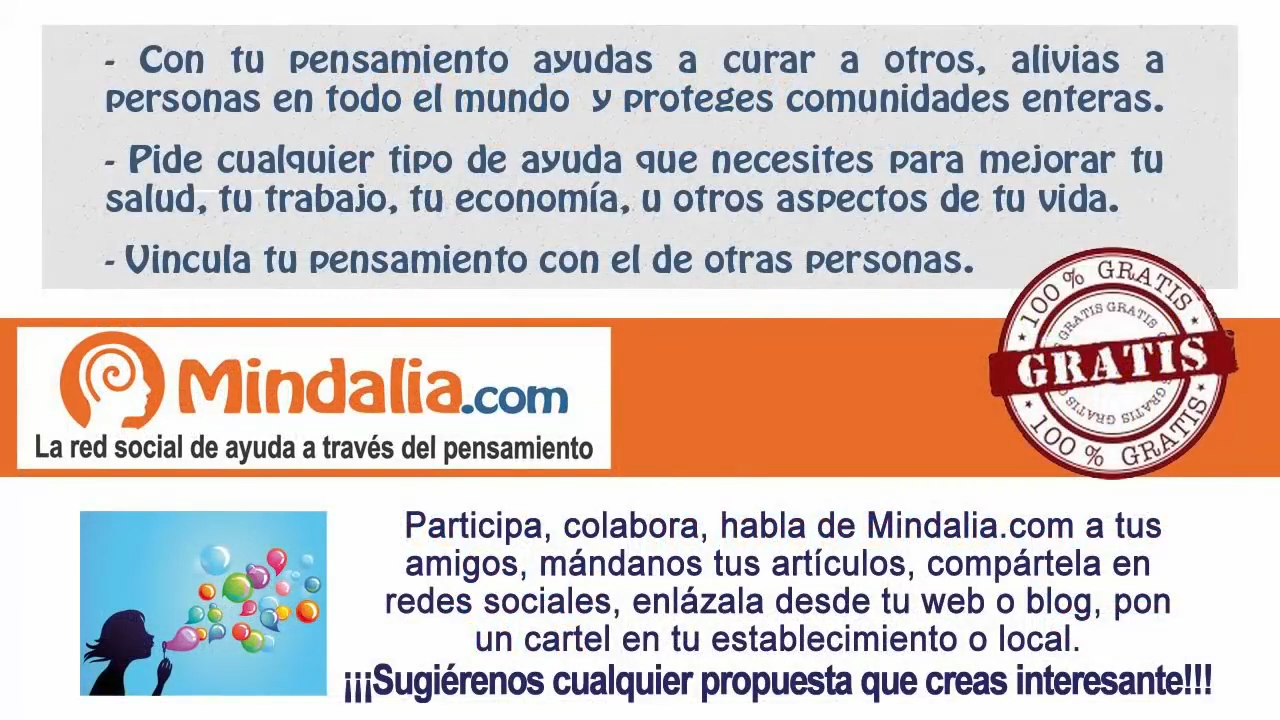 - Con tu pensamiento ayudas a curar a otros, alivias a
personas en todo el mundo y proteges comunidades enteras.
- Pide cualquier tipo de ayuda que necesites para mejorar tu
salud, tu trabajo, tu economía, u otros aspectos de tu vida.
- Vincula tu pensamiento con el de otras personas.
100 % GRATIS
GRATIS GRATIS
GRATIS
GRATIS GRATIS
100 % GRATIS
Mindalia.com
La red social de ayuda a través del pensamiento
Participa, colabora, habla de Mindalia.com a tus
amigos, mándanos tus artículos, compártela en
redes sociales, enlázala desde tu web o blog, pon
un cartel en tu establecimiento o local.
¡¡¡Sugiérenos cualquier propuesta que creas interesante!!!